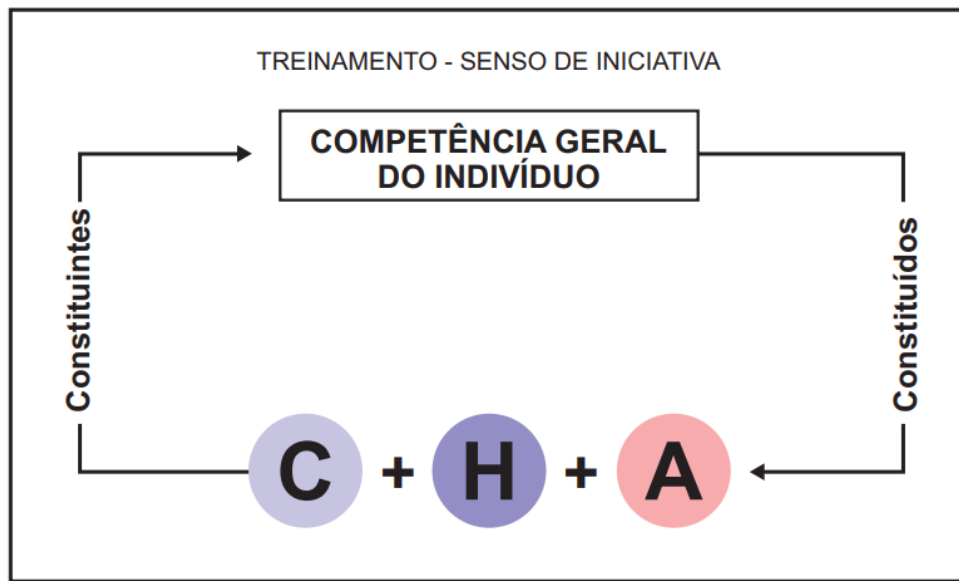 TREINAMENTO - SENSO DE INICIATIVA
COMPETÊNCIA GERAL
DO INDIVÍDUO
Constituintes
Constituídos
C + H + A